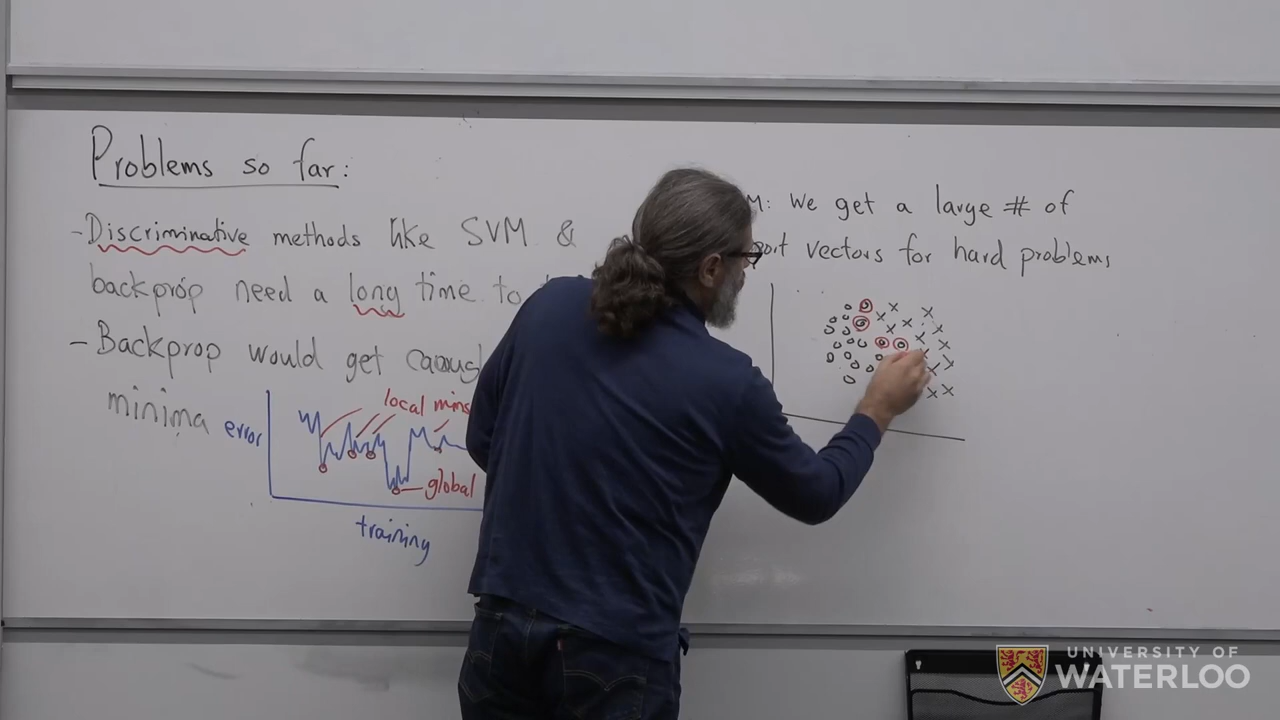 Problems so far:
- Discriminative methods like SVM &
backprop need a long time to
- Backprop would get
minima
error
local mins
global
training
M: We get a large # of
port vectors for hard problems
UNIVERSITY OF
WATERLOO